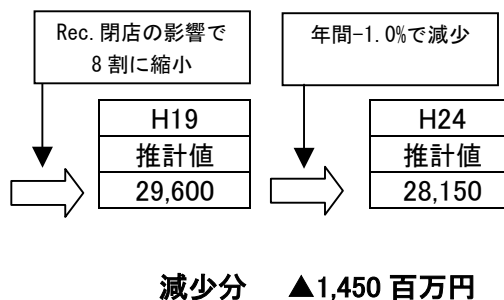 Rec.閉店の影響で
8割に縮小
年間-1.0%で減少
H19
推計値
29,600
H24
推計値
28,150
減少分 ▲1,450 百万円